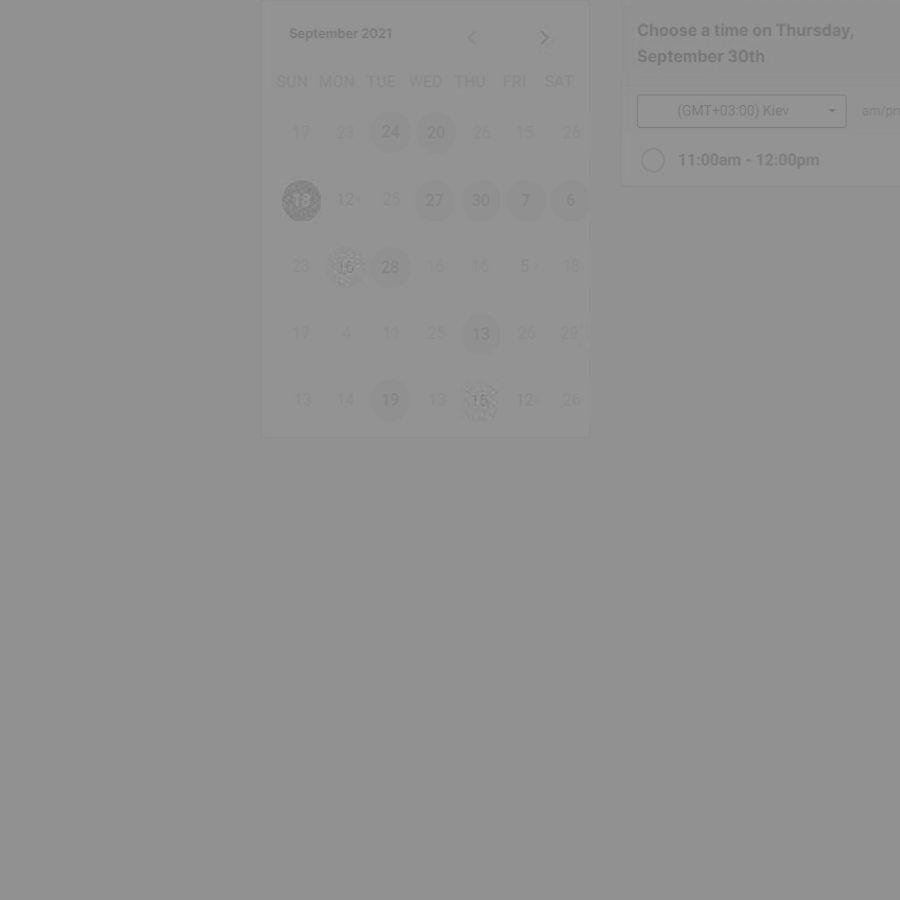 September 2021
SUN MON TUE WED THU FRI SAT
17 23 24 20 26 15 26
18 12 25 27 30 7 6
23 16 28 16 16 5 18
17 4 11 25 13 26 29
13 14 19 13 15 12 26
Choose a time on Thursday,
September 30th
(GMT+03:00) Kiev am/pm
11:00am - 12:00pm